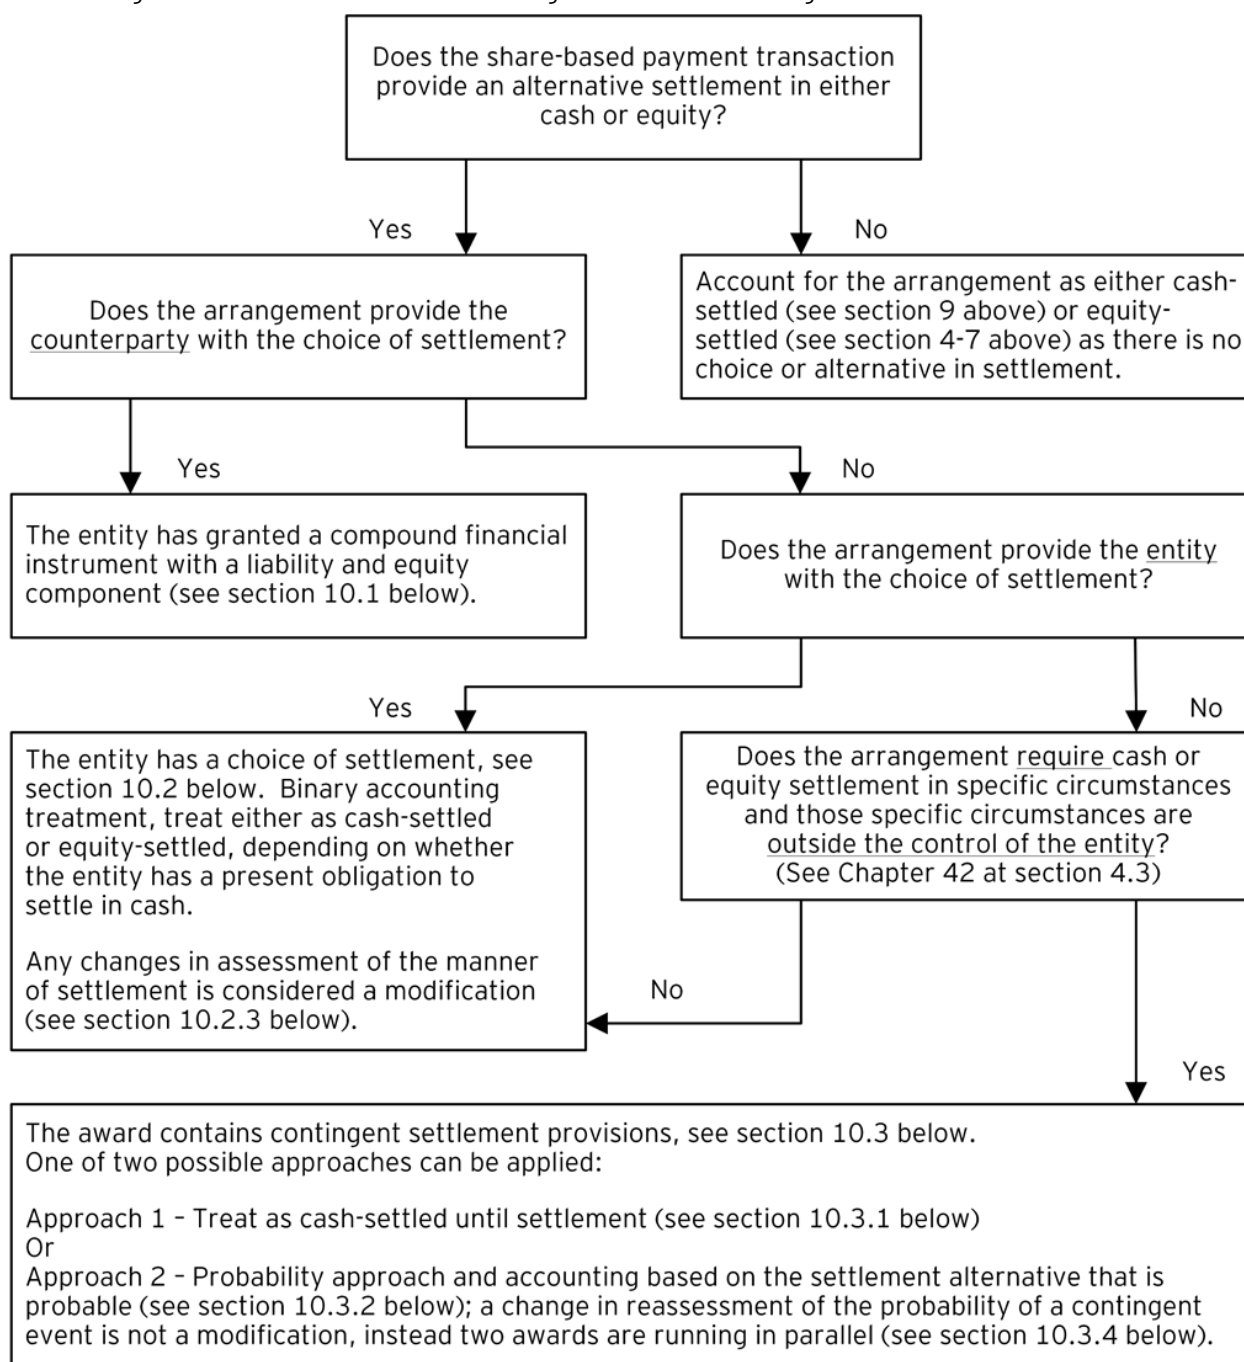 Does the share-based payment transaction
provide an alternative settlement in either
cash or equity?
Yes
No
Does the arrangement provide the
counterparty with the choice of settlement?
Account for the arrangement as either cash-
settled (see section 9 above) or equity-
settled (see section 4-7 above) as there is no
choice or alternative in settlement.
Yes
No
The entity has granted a compound financial
instrument with a liability and equity
component (see section 10.1 below).
Does the arrangement provide the entity
with the choice of settlement?
Yes
No
The entity has a choice of settlement, see
section 10.2 below. Binary accounting
treatment, treat either as cash-settled
or equity-settled, depending on whether
the entity has a present obligation to
settle in cash.
Any changes in assessment of the manner
of settlement is considered a modification
(see section 10.2.3 below).
Does the arrangement require cash or
equity settlement in specific circumstances
and those specific circumstances are
outside the control of the entity?
(See Chapter 42 at section 4.3)
No
Yes
The award contains contingent settlement provisions, see section 10.3 below.
One of two possible approaches can be applied:
Approach 1 – Treat as cash-settled until settlement (see section 10.3.1 below)
Or
Approach 2 – Probability approach and accounting based on the settlement alternative that is
probable (see section 10.3.2 below); a change in reassessment of the probability of a contingent
event is not a modification, instead two awards are running in parallel (see section 10.3.4 below).